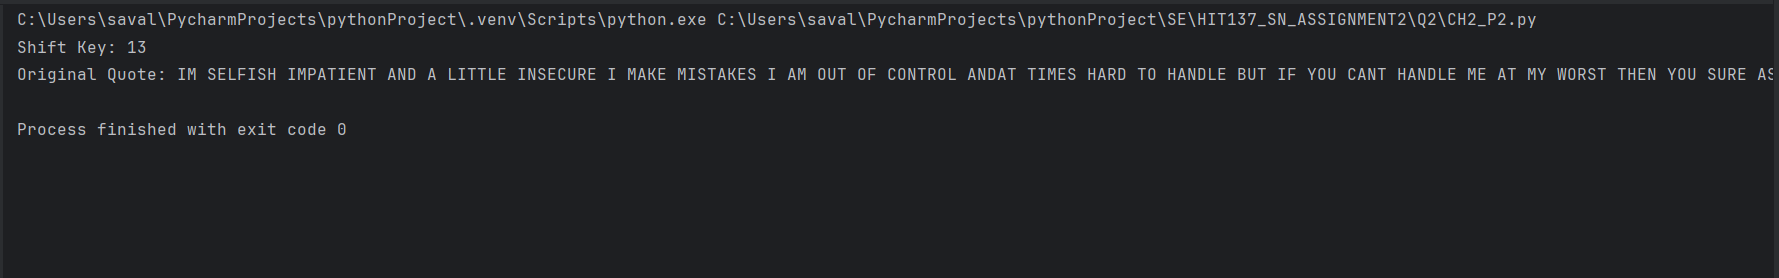 C:\Users\saval\PycharmProjects\pythonProject\.venv\Scripts\python.exe C:\Users\saval\PycharmProjects\pythonProject\SE\HIT137_SN_ASSIGNMENT2\Q2\CH2_P2.py
Shift Key: 13
Original Quote: IM SELFISH IMPATIENT AND A LITTLE INSECURE I MAKE MISTAKES I AM OUT OF CONTROL ANDAT TIMES HARD TO HANDLE BUT IF YOU CANT HANDLE ME AT MY WORST THEN YOU SURE AS
Process finished with exit code 0